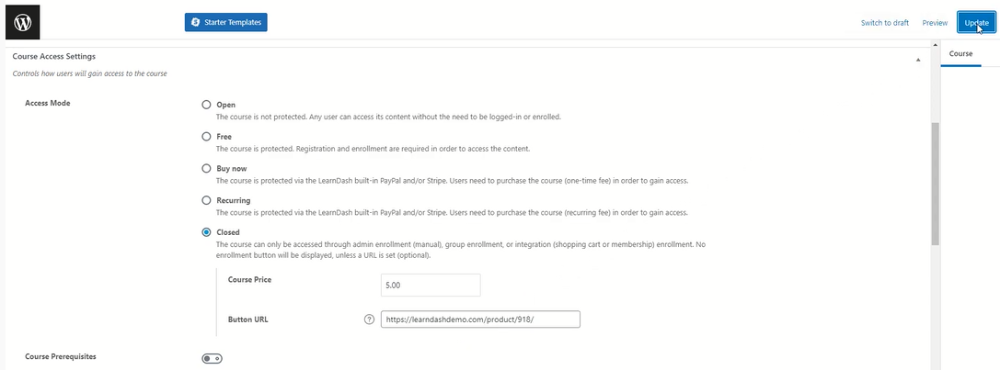 Starter Templates
Switch to draft
Preview
Update
Course Access Settings
Controls how users will gain access to the course
Course
Access Mode
Open
The course is not protected. Any user can access its content without the need to be logged-in or enrolled.
Free
The course is protected. Registration and enrollment are required in order to access the content.
Buy now
The course is protected via the LearnDash built-in PayPal and/or Stripe. Users need to purchase the course (one-time fee) in order to gain access.
Recurring
The course is protected via the LearnDash built-in PayPal and/or Stripe. Users need to purchase the course (recurring fee) in order to gain access.
Closed
The course can only be accessed through admin enrollment (manual), group enrollment, or integration (shopping cart or membership) enrollment. No
enrollment button will be displayed, unless a URL is set (optional).
Course Price
5.00
Button URL
?
https://learndashdemo.com/product/918/
Course Prerequisites